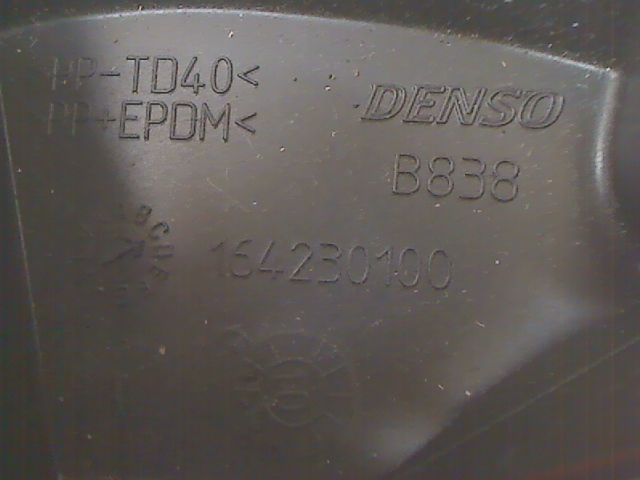 PP-TD40<
PP+EPDM<
DENSO
B838
164230100